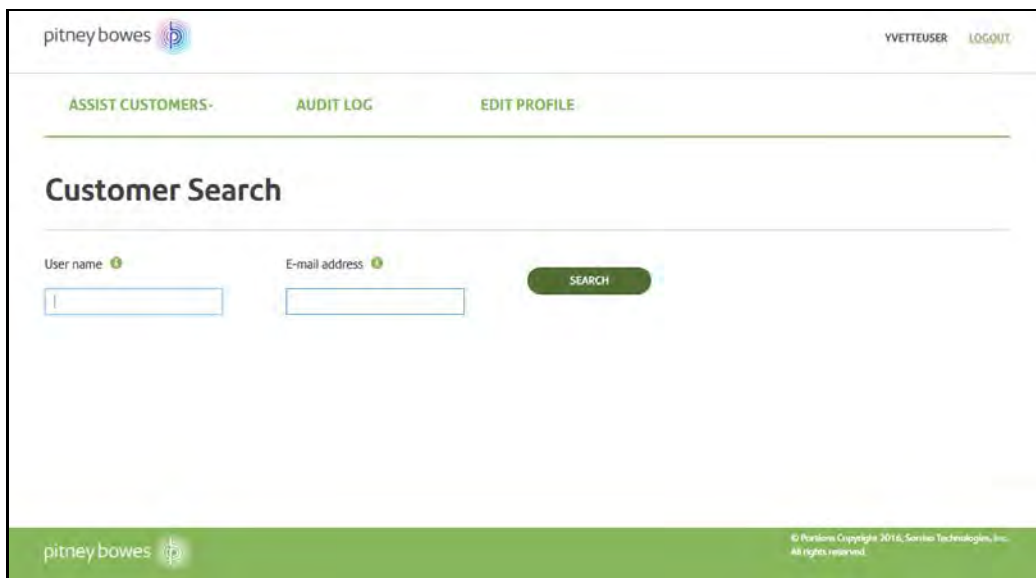 pitney bowes
YVETTEUSER LOGOUT
ASSIST CUSTOMERS- AUDIT LOG EDIT PROFILE
Customer Search
User name E-mail address
SEARCH
pitney bowes
© Portions Copyright 2016, Sorriso Technologies, Inc.
All rights reserved.